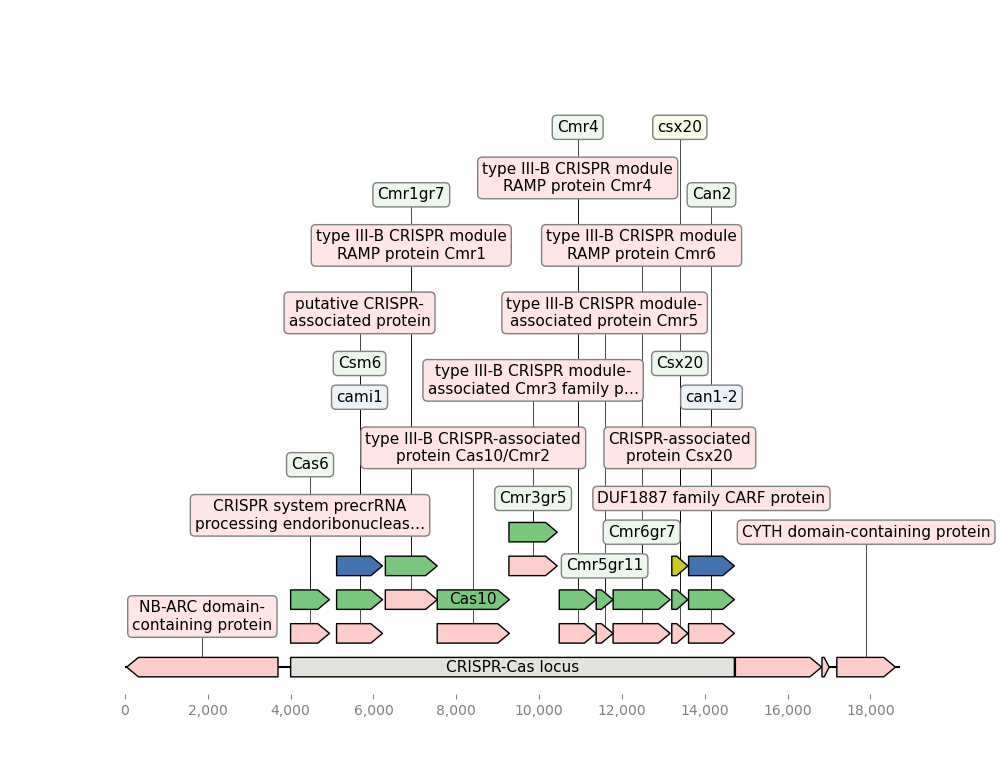 Cmr4
csx20
type III-B CRISPR module
RAMP protein Cmr4
Cmr1gr7
Can2
type III-B CRISPR module
RAMP protein Cmr1
type III-B CRISPR module
RAMP protein Cmr6
putative CRISPR-
associated protein
type III-B CRISPR module-
associated protein Cmr5
Csm6
Csx20
type III-B CRISPR module-
associated Cmr3 family p...
cami1
can1-2
type III-B CRISPR-associated
protein Cas10/Cmr2
CRISPR-associated
protein Csx20
Cas6
CRISPR system precrRNA
processing endoribonucleas...
Cmr3gr5
DUF1887 family CARF protein
Cmr6gr7
CYTH domain-containing protein
Cmr5gr11
Cas10
NB-ARC domain-
containing protein
CRISPR-Cas locus
0
2,000
4,000
6,000
8,000
10,000
12,000
14,000
16,000
18,000